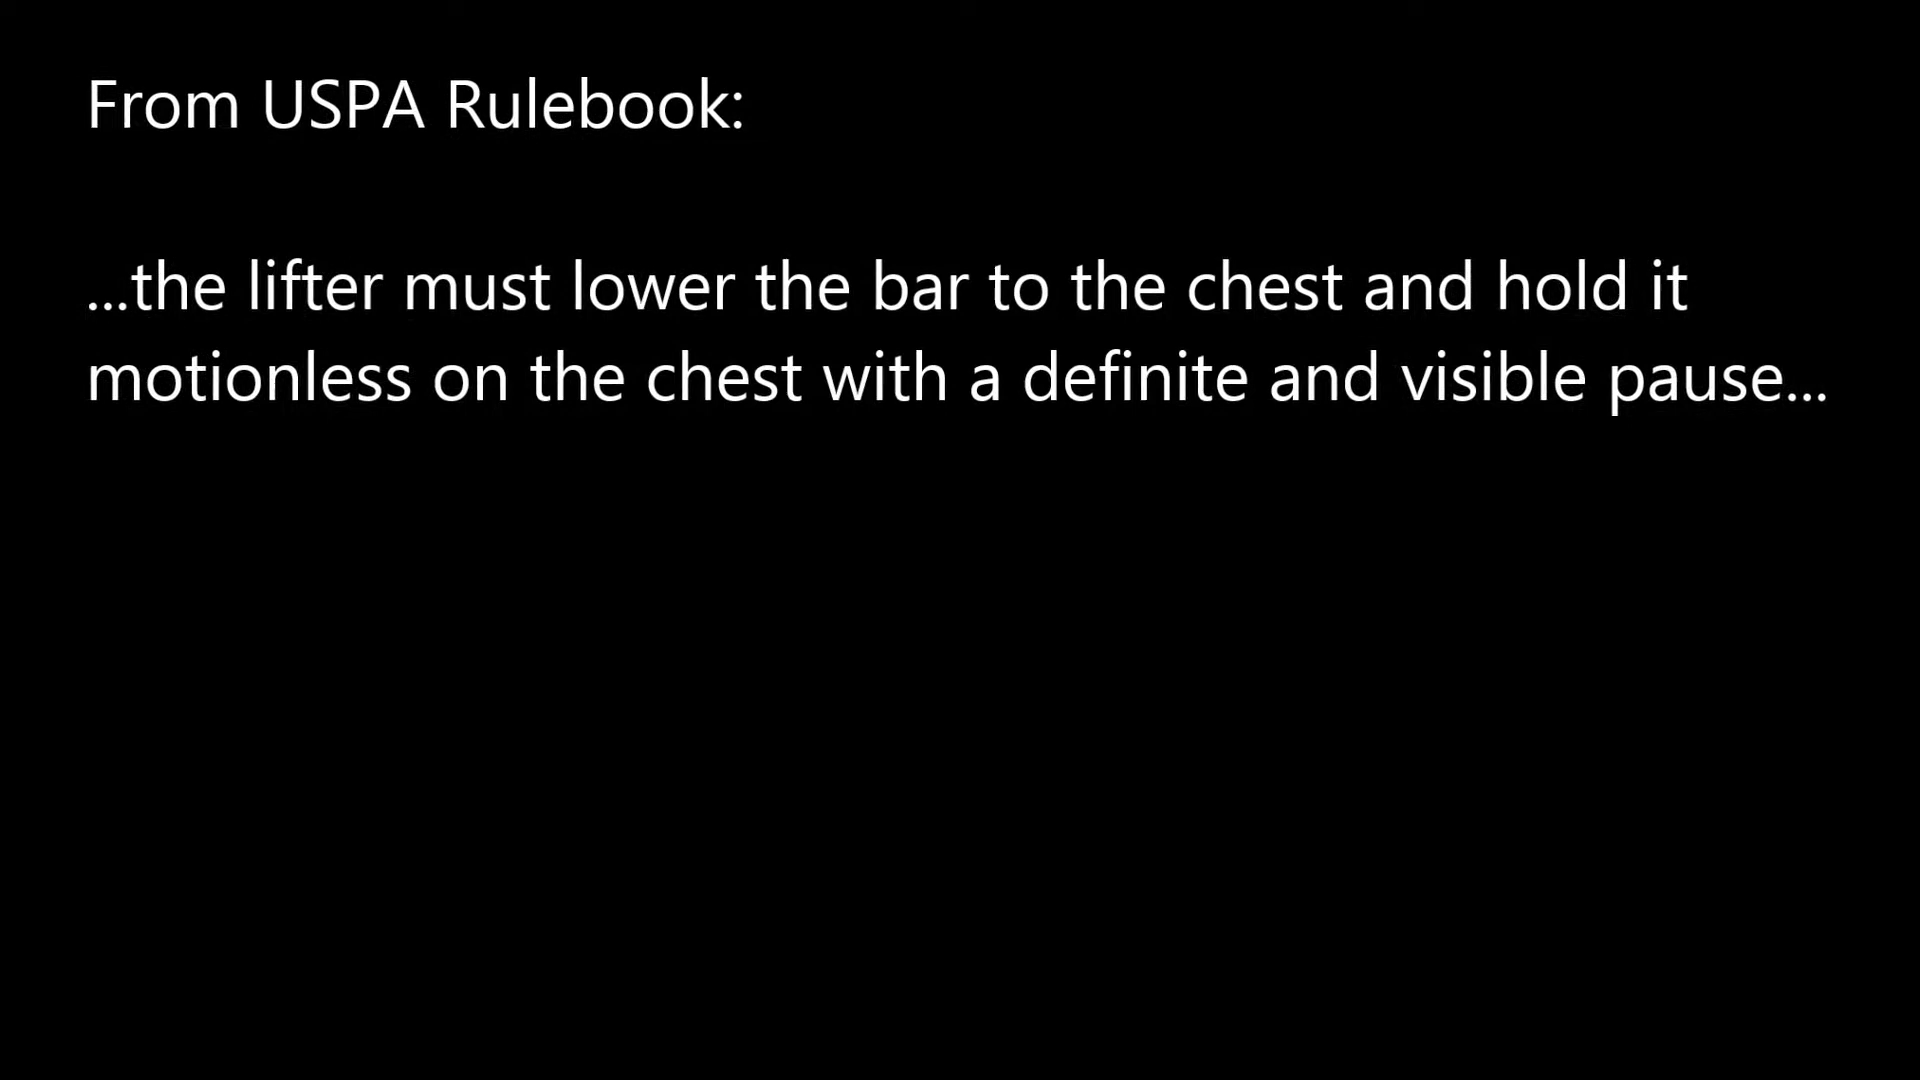 From USPA Rulebook:
...the lifter must lower the bar to the chest and hold it
motionless on the chest with a definite and visible pause...